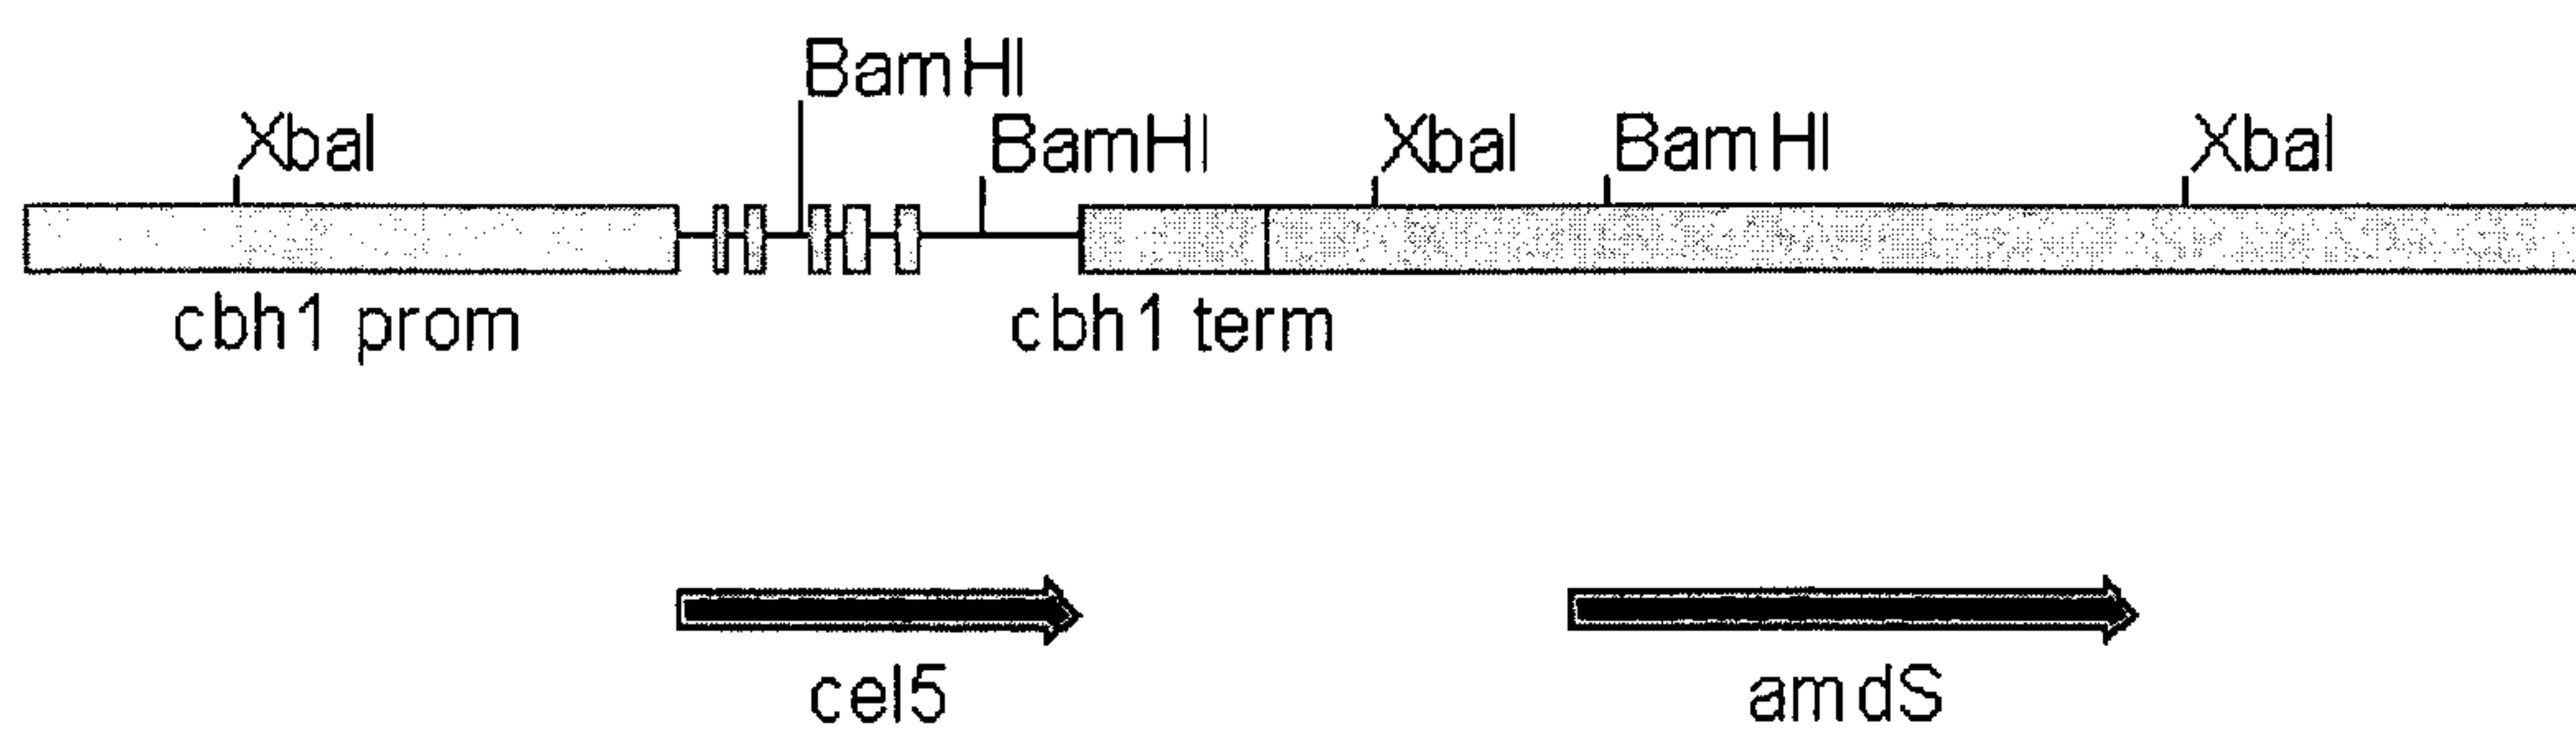 BamHI
XbaI BamHI XbaI BamHI XbaI
cbh1 prom cbh1 term
cel5 amdS